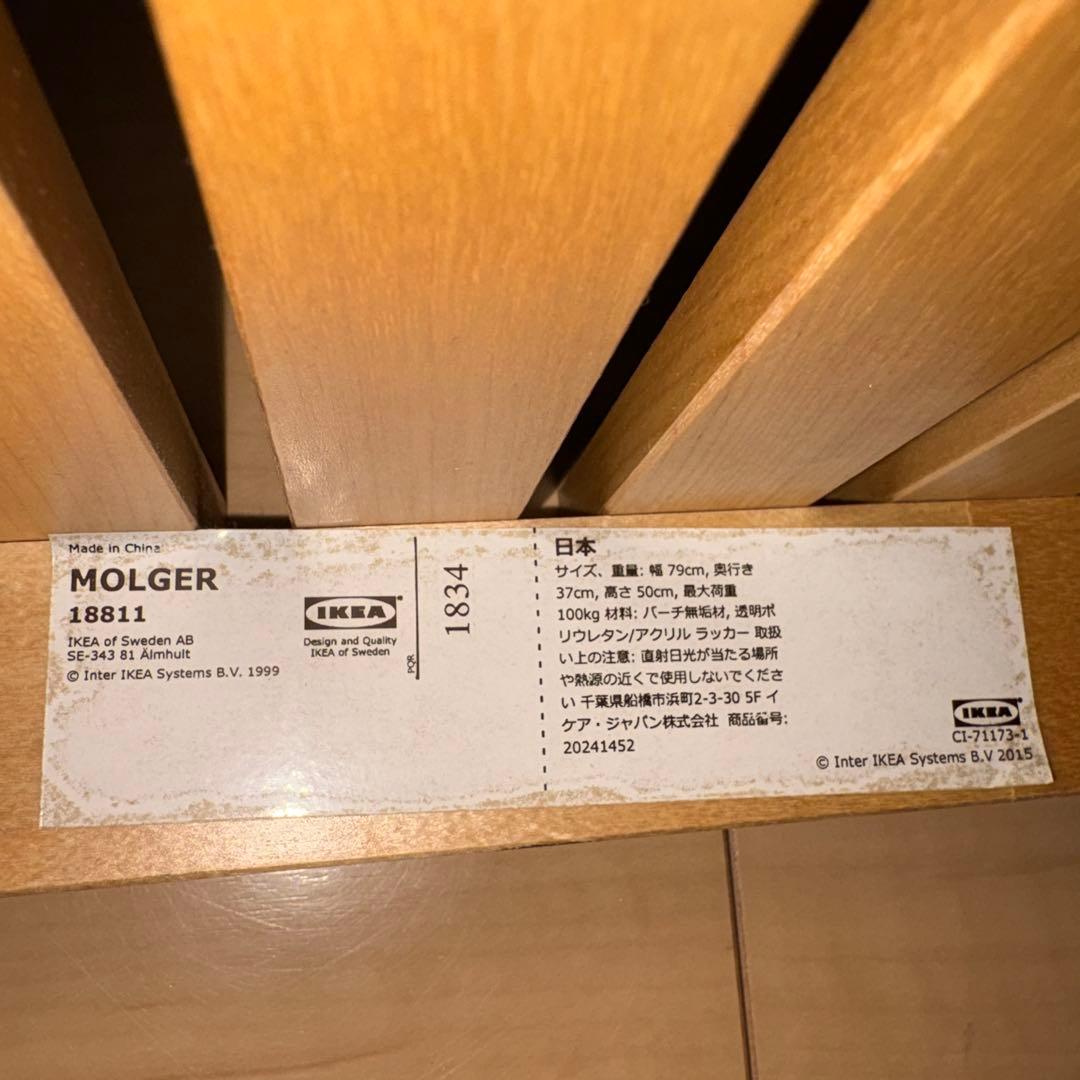 Made in China
MOLGER
18811
IKEA of Sweden AB
SE-343 81 Älmhult
© Inter IKEA Systems B.V. 1999
IKEA
Design and Quality
IKEA of Sweden
PQR
1834
日本
サイズ、重量: 幅 79cm, 奥行き
37cm, 高さ 50cm, 最大荷重
100kg 材料: バーチ無垢材, 透明ポ
リウレタン/アクリル ラッカー 取扱
い上の注意: 直射日光が当たる場所
や熱源の近くで使用しないでくださ
い 千葉県船橋市浜町2-3-30 5F イ
ケア・ジャパン株式会社 商品番号:
20241452
IKEA
CI-71173-1
© Inter IKEA Systems B.V 2015